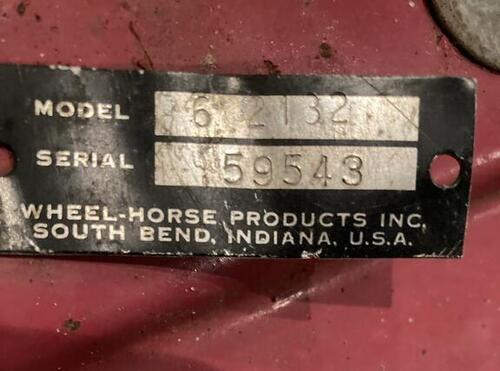 MODEL 6 2132
SERIAL 59543
WHEEL-HORSE PRODUCTS INC.
SOUTH BEND, INDIANA, U.S.A.